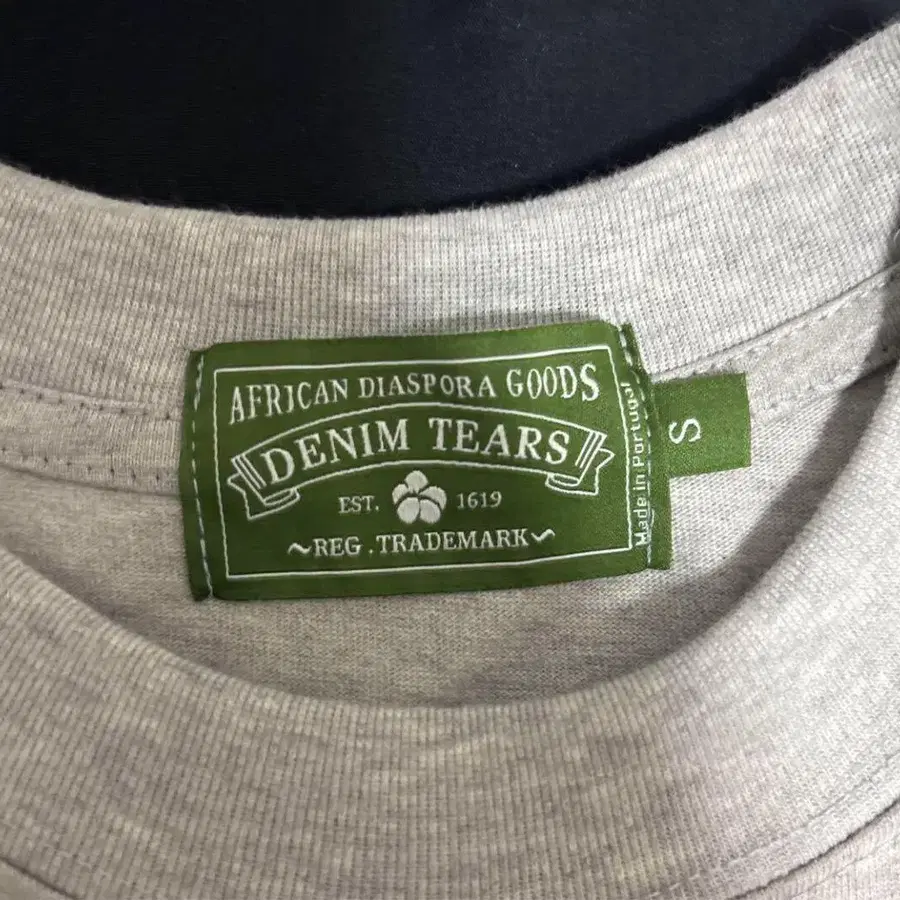 AFRICAN DIASPORA GOODS
DENIM TEARS
EST. 1619
~REG . TRADEMARK~
Made in Portugal
S